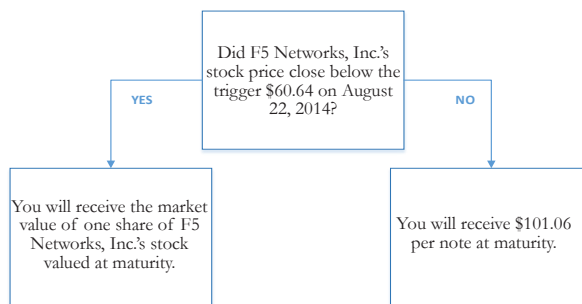 Did F5 Networks, Inc.'s
stock price close below the
trigger $60.64 on August
22, 2014?
YES
NO
You will receive the market
value of one share of F5
Networks, Inc.'s stock
valued at maturity.
You will receive $101.06
per note at maturity.